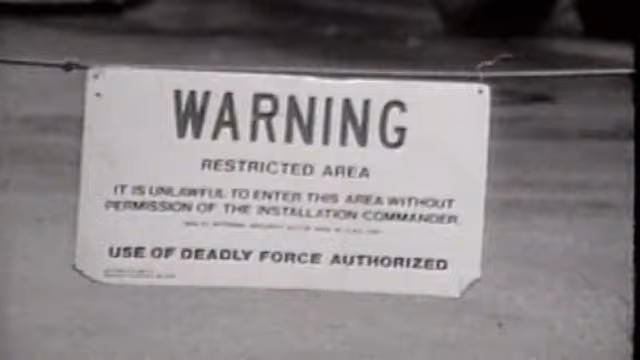 WARNING
RESTRICTED AREA
IT IS UNLAWFUL TO ENTER THIS AREA WITHOUT
PERMISSION OF THE INSTALLATION COMMANDER.
USE OF DEADLY FORCE AUTHORIZED